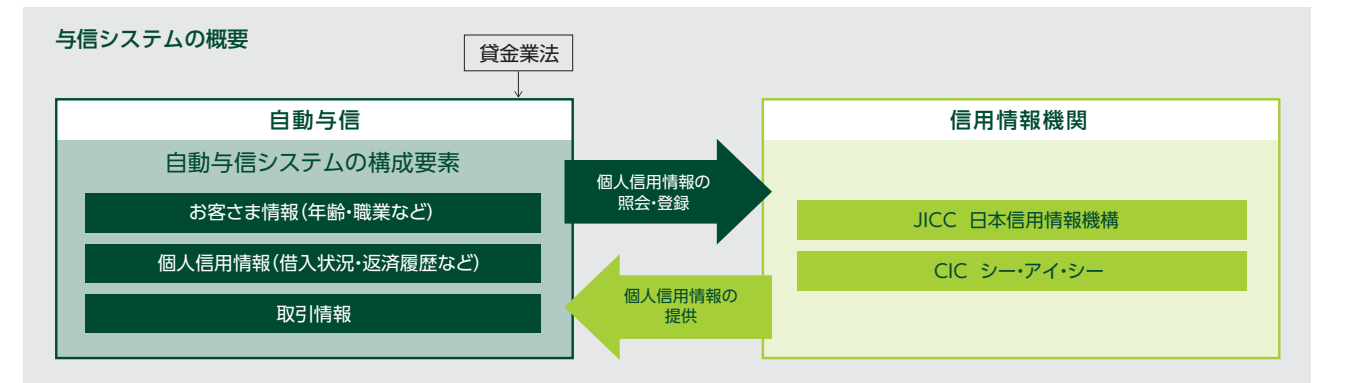 与信システムの概要
貸金業法
自動与信
自動与信システムの構成要素
お客さま情報(年齢・職業など)
個人信用情報(借入状況・返済履歴など)
取引情報
個人信用情報の
照会・登録
個人信用情報の
提供
信用情報機関
JICC 日本信用情報機構
CIC シー・アイ・シー